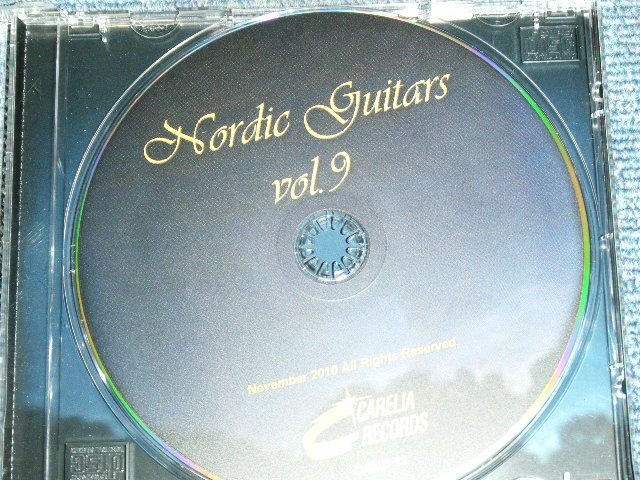 Nordic Guitars
vol.9
November 2010 All Rights Reserved
CARELIA
RECORDS